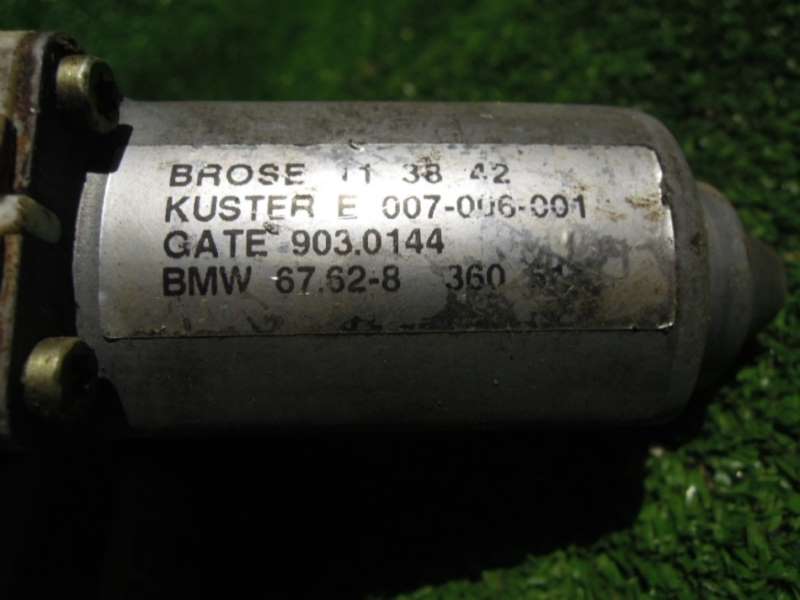 BROSE 11 38 42
KUSTER E 007-006-001
GATE 903.0144
BMW 67.62-8 360